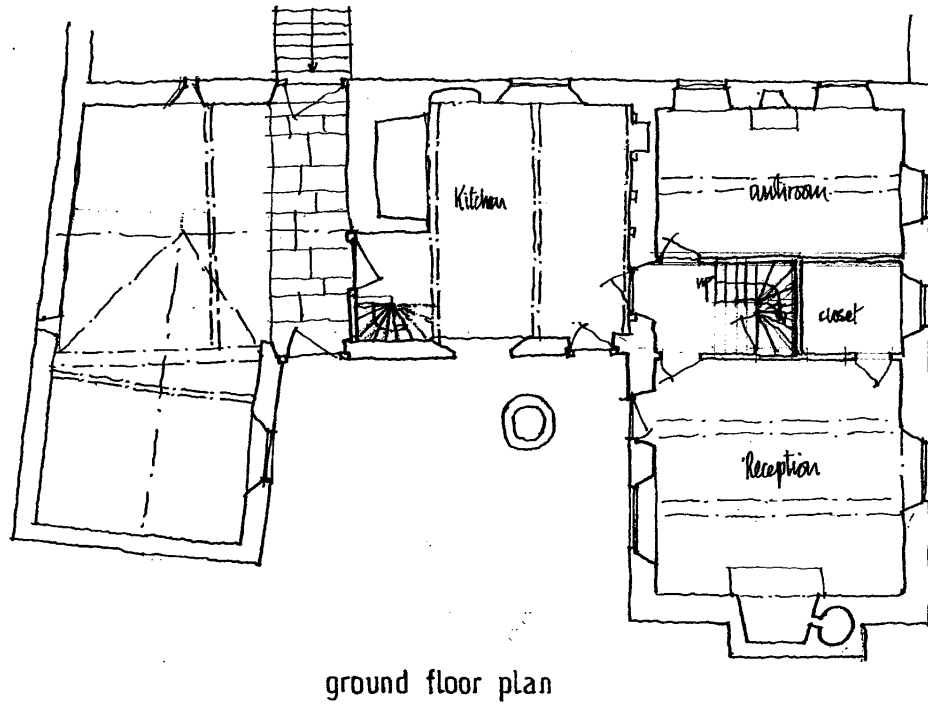 Kitchen
antiroom
up
closet
Reception
ground floor plan